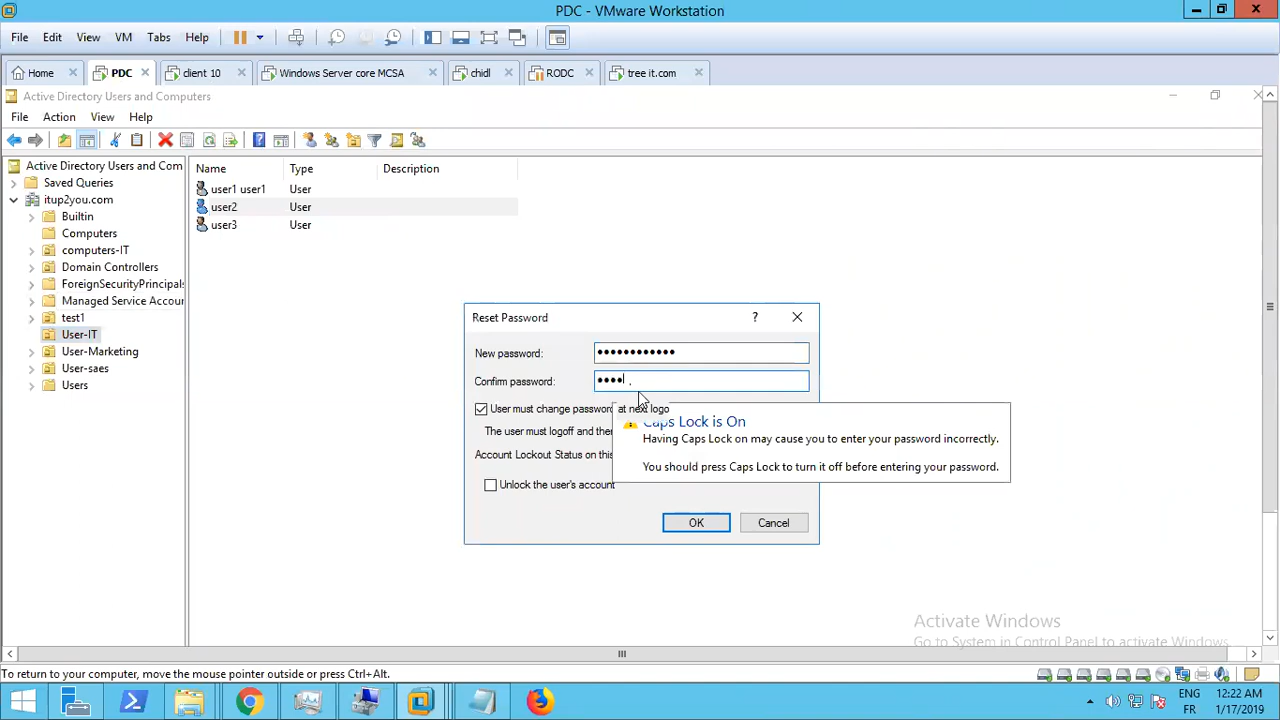 PDC - VMware Workstation
File Edit View VM Tabs Help
Home PDC client 10 Windows Server core MCSA chidl RODC tree it.com
Active Directory Users and Computers
File Action View Help
Active Directory Users and Com
Saved Queries
itup2you.com
Builtin
Computers
computers-IT
Domain Controllers
ForeignSecurityPrincipals
Managed Service Accou
test1
User-IT
User-Marketing
User-saes
Users
Name Type Description
user1 user1 User
user2 User
user3 User
Reset Password
New password: ••••••••••••
Confirm password: ••••
User must change password at next logo
The user must logoff and the
Account Lockout Status on this
Unlock the user's account
Caps Lock is On
Having Caps Lock on may cause you to enter your password incorrectly.
You should press Caps Lock to turn it off before entering your password.
OK Cancel
Activate Windows
Go to System in Control Panel to activate Windows.
To return to your computer, move the mouse pointer outside or press Ctrl+Alt.
ENG 12:22 AM
FR 1/17/2019